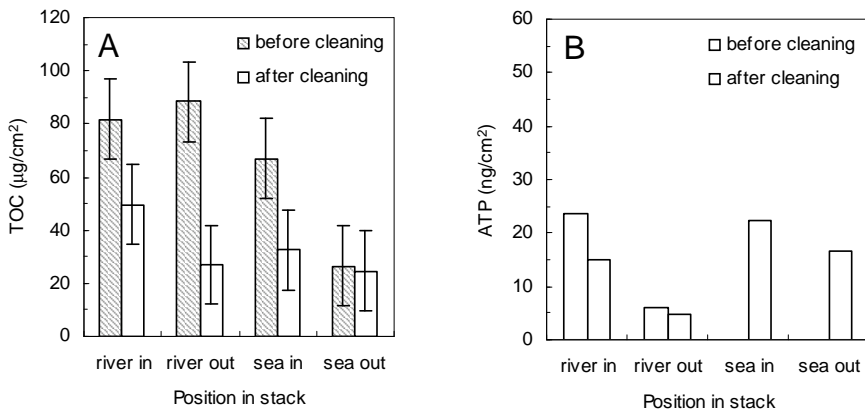 A
before cleaning
after cleaning
TOC (µg/cm²)
120
100
80
60
40
20
0
river in river out sea in sea out
Position in stack
B
before cleaning
after cleaning
ATP (ng/cm²)
60
50
40
30
20
10
0
river in river out sea in sea out
Position in stack